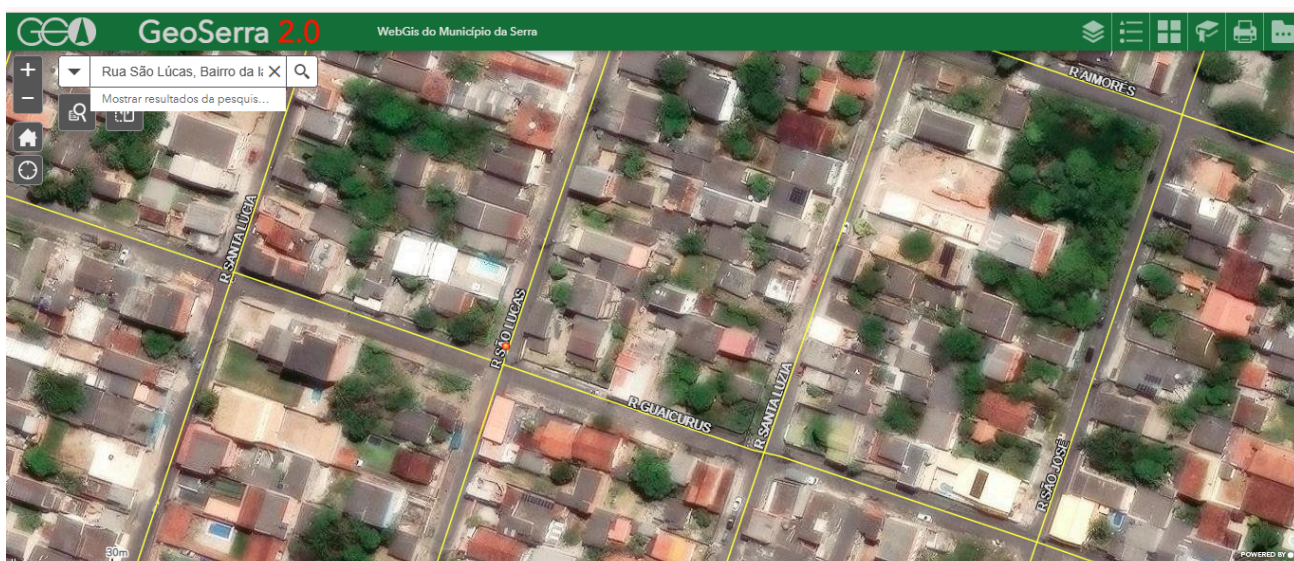 GEO GeoSerra 2.0 WebGis do Município da Serra
+
Rua São Lúcas, Bairro da l
Mostrar resultados da pesquis...
−
R AIMORÉS
R SANTA LÚCIA
R SÃO LUCAS
R GUAICURUS
R SANTA LUZIA
R SÃO JOSÉ
30m
POWERED BY